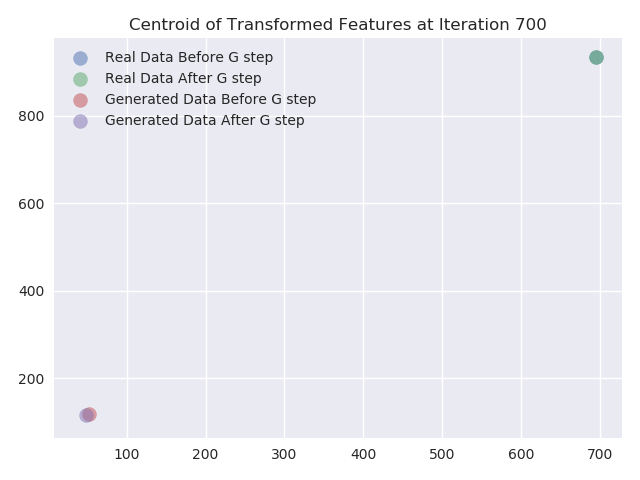 Centroid of Transformed Features at Iteration 700
Real Data Before G step
Real Data After G step
Generated Data Before G step
Generated Data After G step
800
600
400
200
100 200 300 400 500 600 700